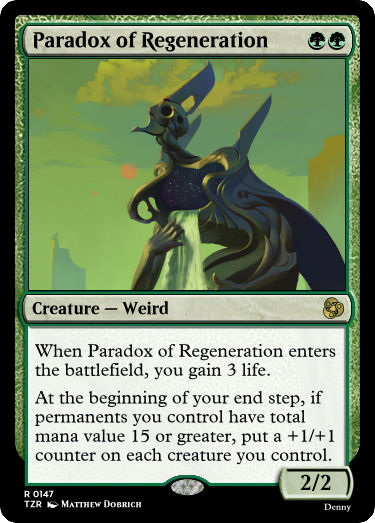 Paradox of Regeneration
Creature — Weird
When Paradox of Regeneration enters
the battlefield, you gain 3 life.
At the beginning of your end step, if
permanents you control have total
mana value 15 or greater, put a +1/+1
counter on each creature you control.
2/2
R 0147
TZR Matthew Dobrich
Denny